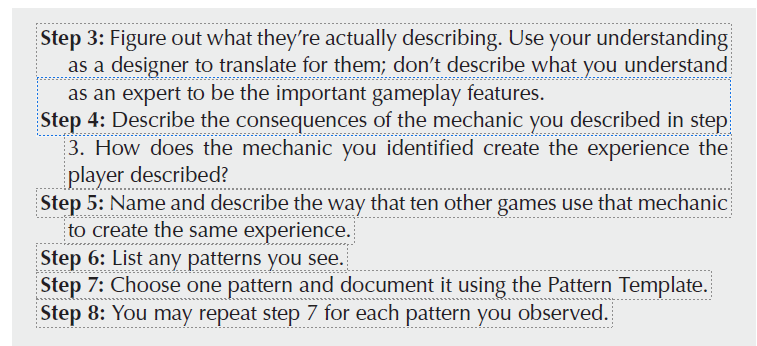 Step 3: Figure out what they're actually describing. Use your understanding
as a designer to translate for them; don't describe what you understand
as an expert to be the important gameplay features.
Step 4: Describe the consequences of the mechanic you described in step
3. How does the mechanic you identified create the experience the
player described?
Step 5: Name and describe the way that ten other games use that mechanic
to create the same experience.
Step 6: List any patterns you see.
Step 7: Choose one pattern and document it using the Pattern Template.
Step 8: You may repeat step 7 for each pattern you observed.